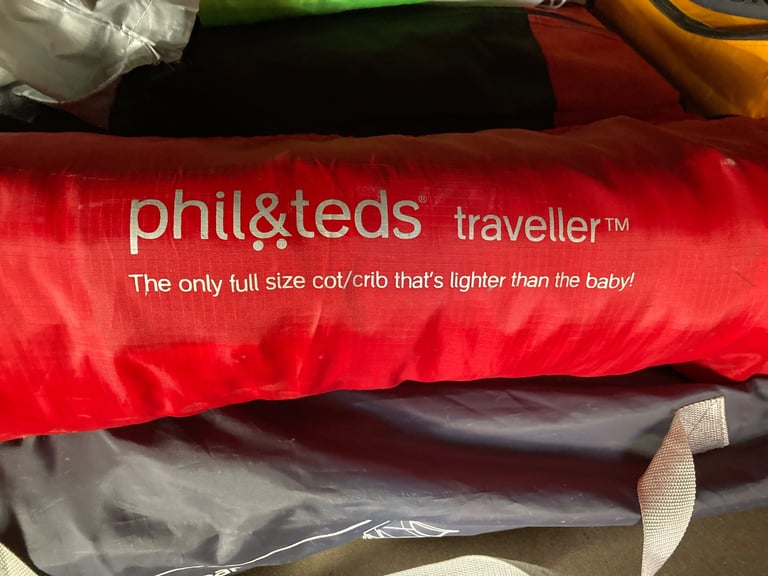 phil&teds® traveller™
The only full size cot/crib that's lighter than the baby!